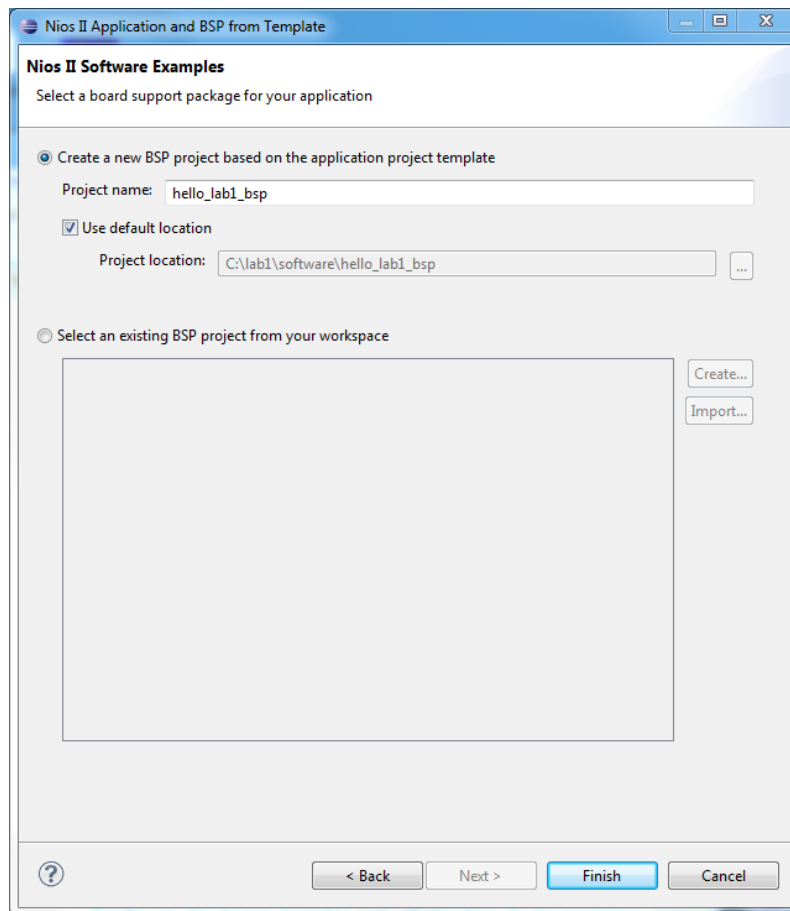 Nios II Application and BSP from Template
Nios II Software Examples
Select a board support package for your application
Create a new BSP project based on the application project template
Project name: hello_lab1_bsp
Use default location
Project location: C:\lab1\software\hello_lab1_bsp ...
Select an existing BSP project from your workspace
Create...
Import...
? < Back Next > Finish Cancel